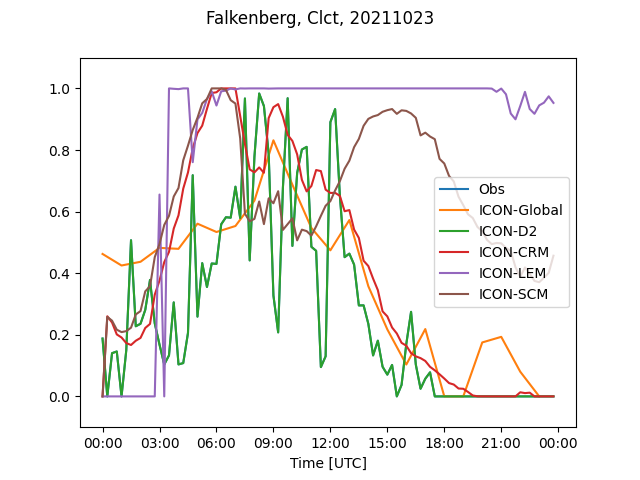 Falkenberg, Clct, 20211023
1.0
0.8
0.6
0.4
0.2
0.0
Obs
ICON-Global
ICON-D2
ICON-CRM
ICON-LEM
ICON-SCM
00:00 03:00 06:00 09:00 12:00 15:00 18:00 21:00 00:00
Time [UTC]